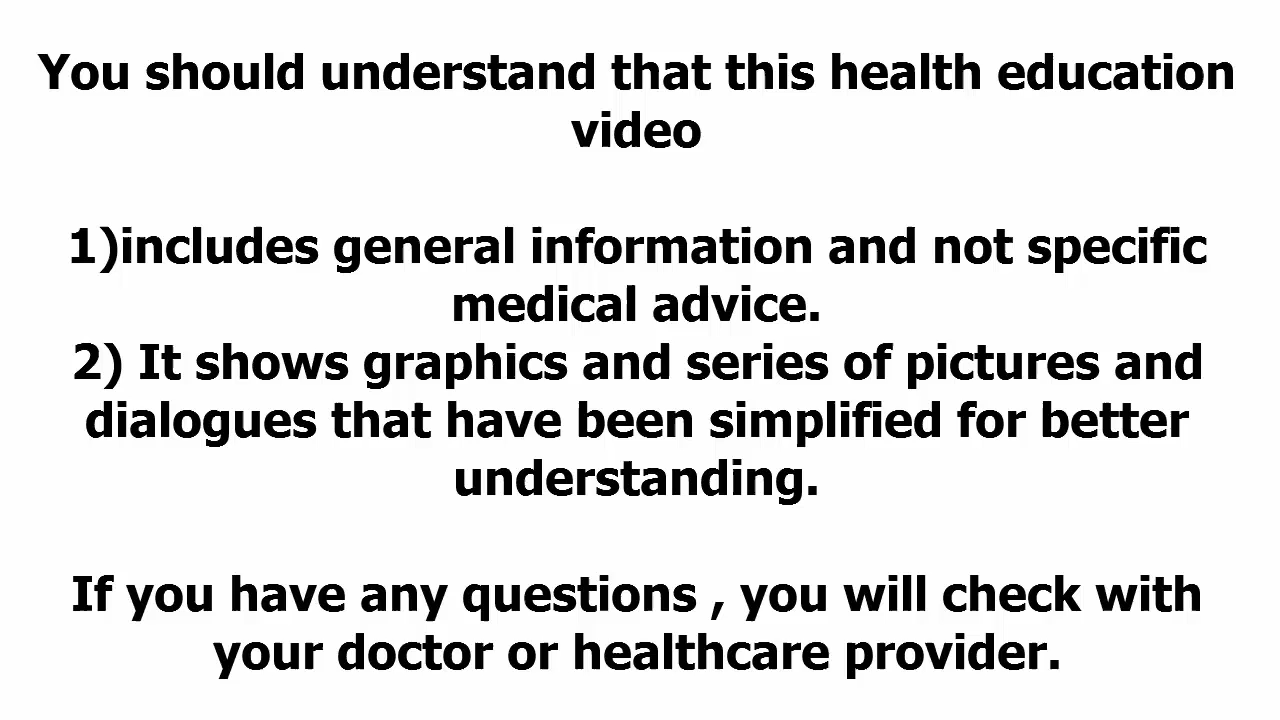 You should understand that this health education
video
1)includes general information and not specific
medical advice.
2) It shows graphics and series of pictures and
dialogues that have been simplified for better
understanding.
If you have any questions , you will check with
your doctor or healthcare provider.